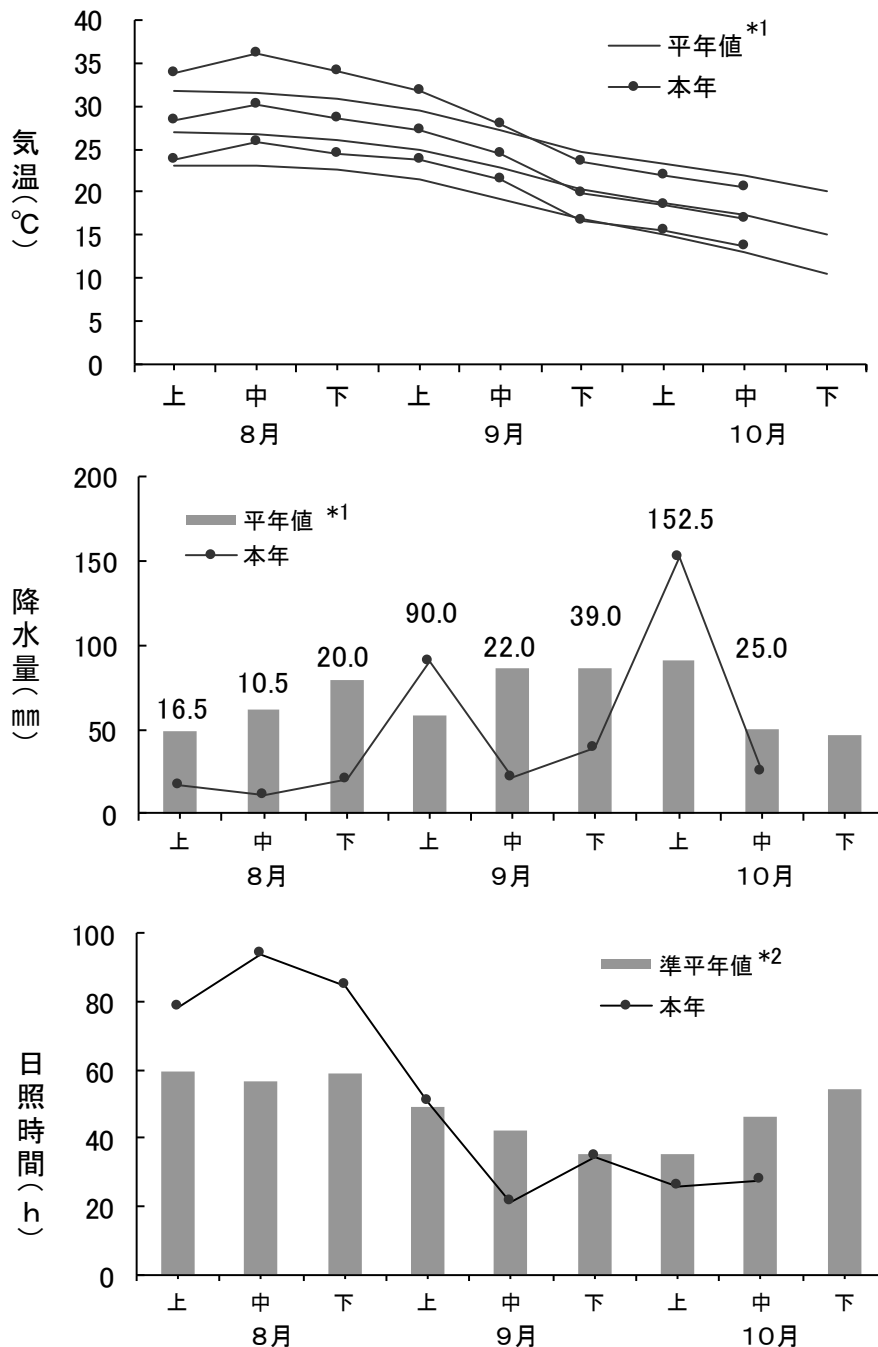 40
35
30
25
20
15
10
5
0
気温(℃)
平年値*1
本年
上 中 下 上 中 下 上 中 下
8月 9月 10月
200
150
100
50
0
降水量(㎜)
平年値 *1
本年
16.5 10.5 20.0 90.0 22.0 39.0 152.5 25.0
上 中 下 上 中 下 上 中 下
8月 9月 10月
100
80
60
40
20
0
日照時間(h)
準平年値*2
本年
上 中 下 上 中 下 上 中 下
8月 9月 10月